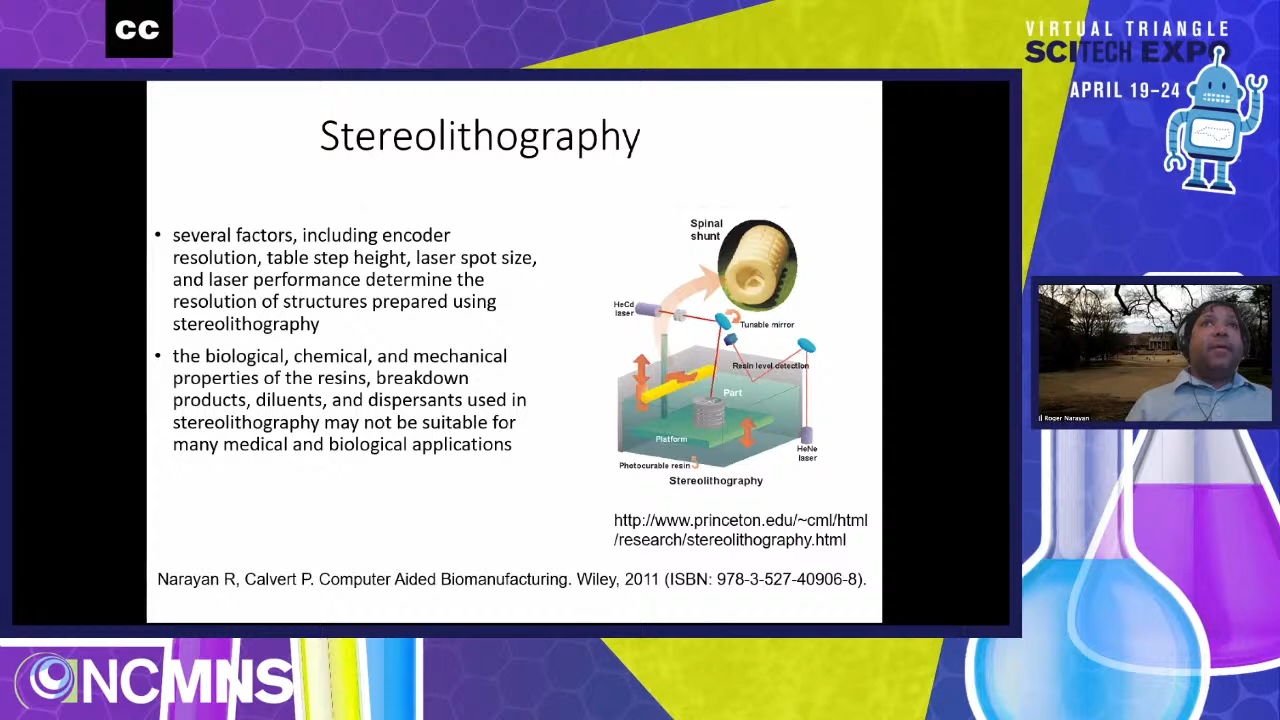 CC
VIRTUAL TRIANGLE
SCITECH EXPO
APRIL 19–24
Stereolithography
• several factors, including encoder
resolution, table step height, laser spot size,
and laser performance determine the
resolution of structures prepared using
stereolithography
• the biological, chemical, and mechanical
properties of the resins, breakdown
products, diluents, and dispersants used in
stereolithography may not be suitable for
many medical and biological applications
Spinal
shunt
HeCd
laser
Tunable mirror
Resin level detection
Part
Platform
HeNe
laser
Photocurable resin
Stereolithography
http://www.princeton.edu/~cml/html
/research/stereolithography.html
Narayan R, Calvert P. Computer Aided Biomanufacturing. Wiley, 2011 (ISBN: 978-3-527-40906-8).
Roger Narayan
NCMNS